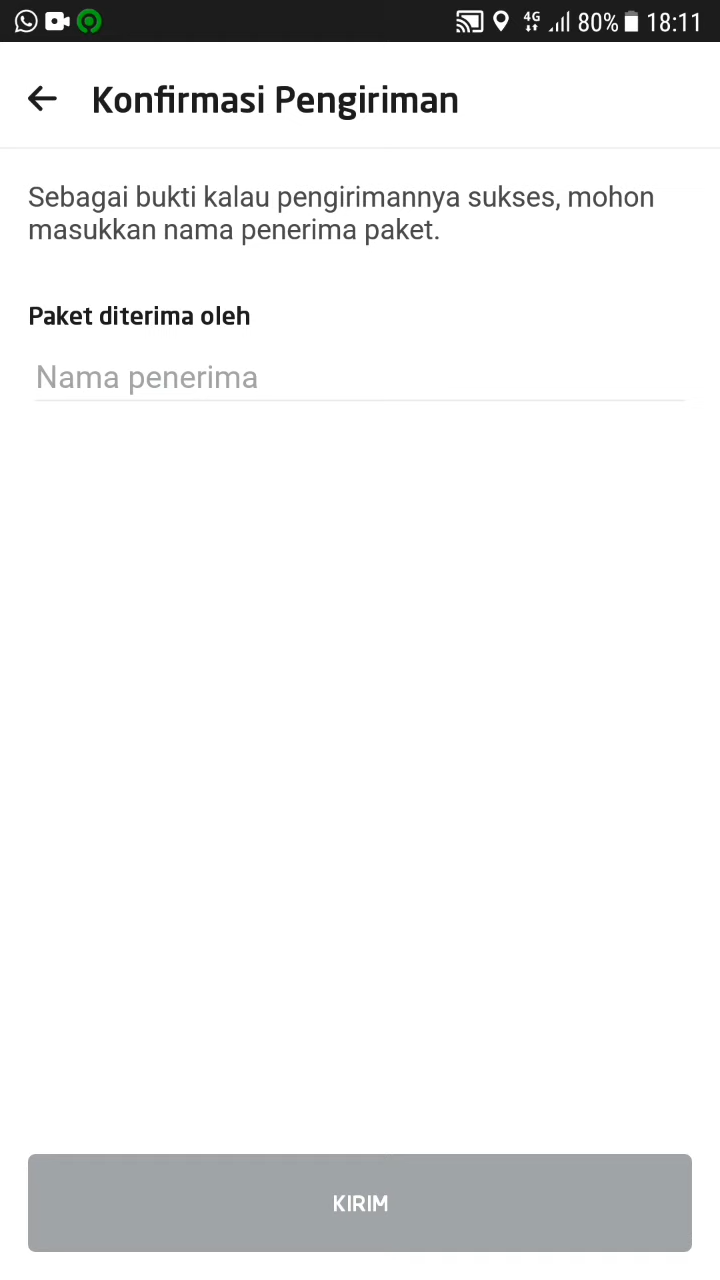 4G 80% 18:11
Konfirmasi Pengiriman
Sebagai bukti kalau pengirimannya sukses, mohon
masukkan nama penerima paket.
Paket diterima oleh
Nama penerima
KIRIM